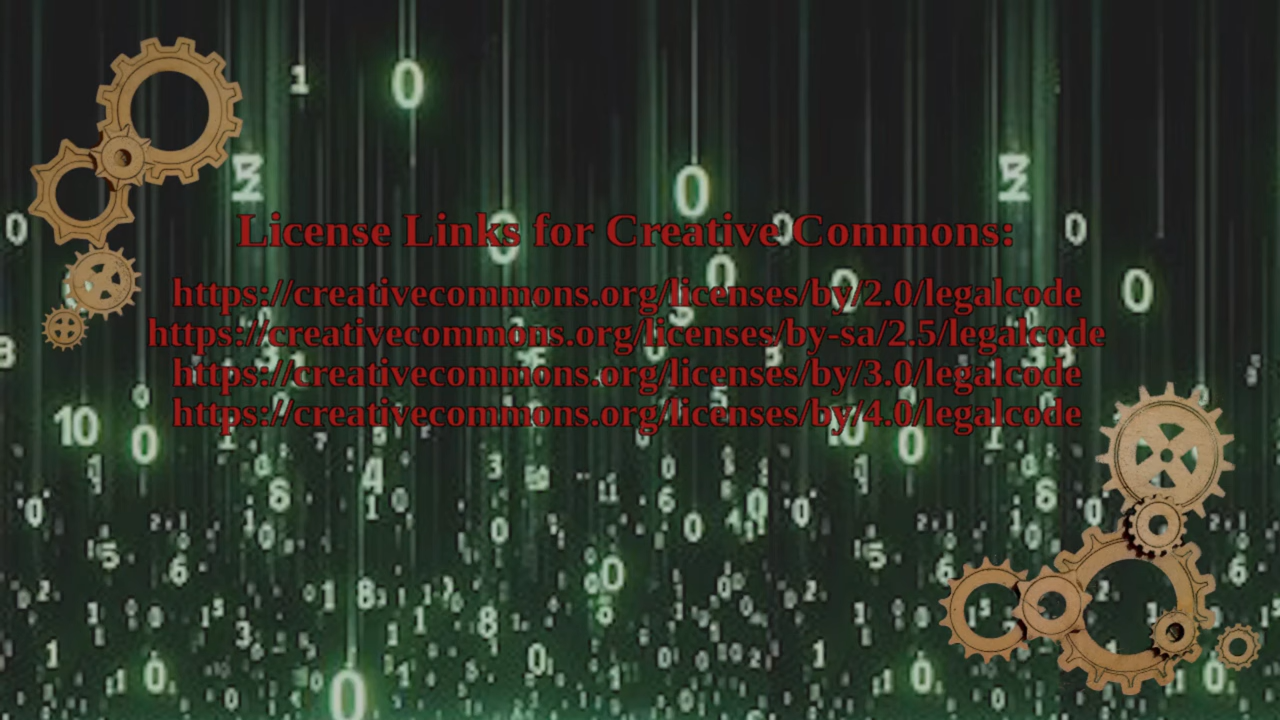 License Links for Creative Commons:
https://creativecommons.org/licenses/by/2.0/legalcode
https://creativecommons.org/licenses/by-sa/2.5/legalcode
https://creativecommons.org/licenses/by/3.0/legalcode
https://creativecommons.org/licenses/by/4.0/legalcode